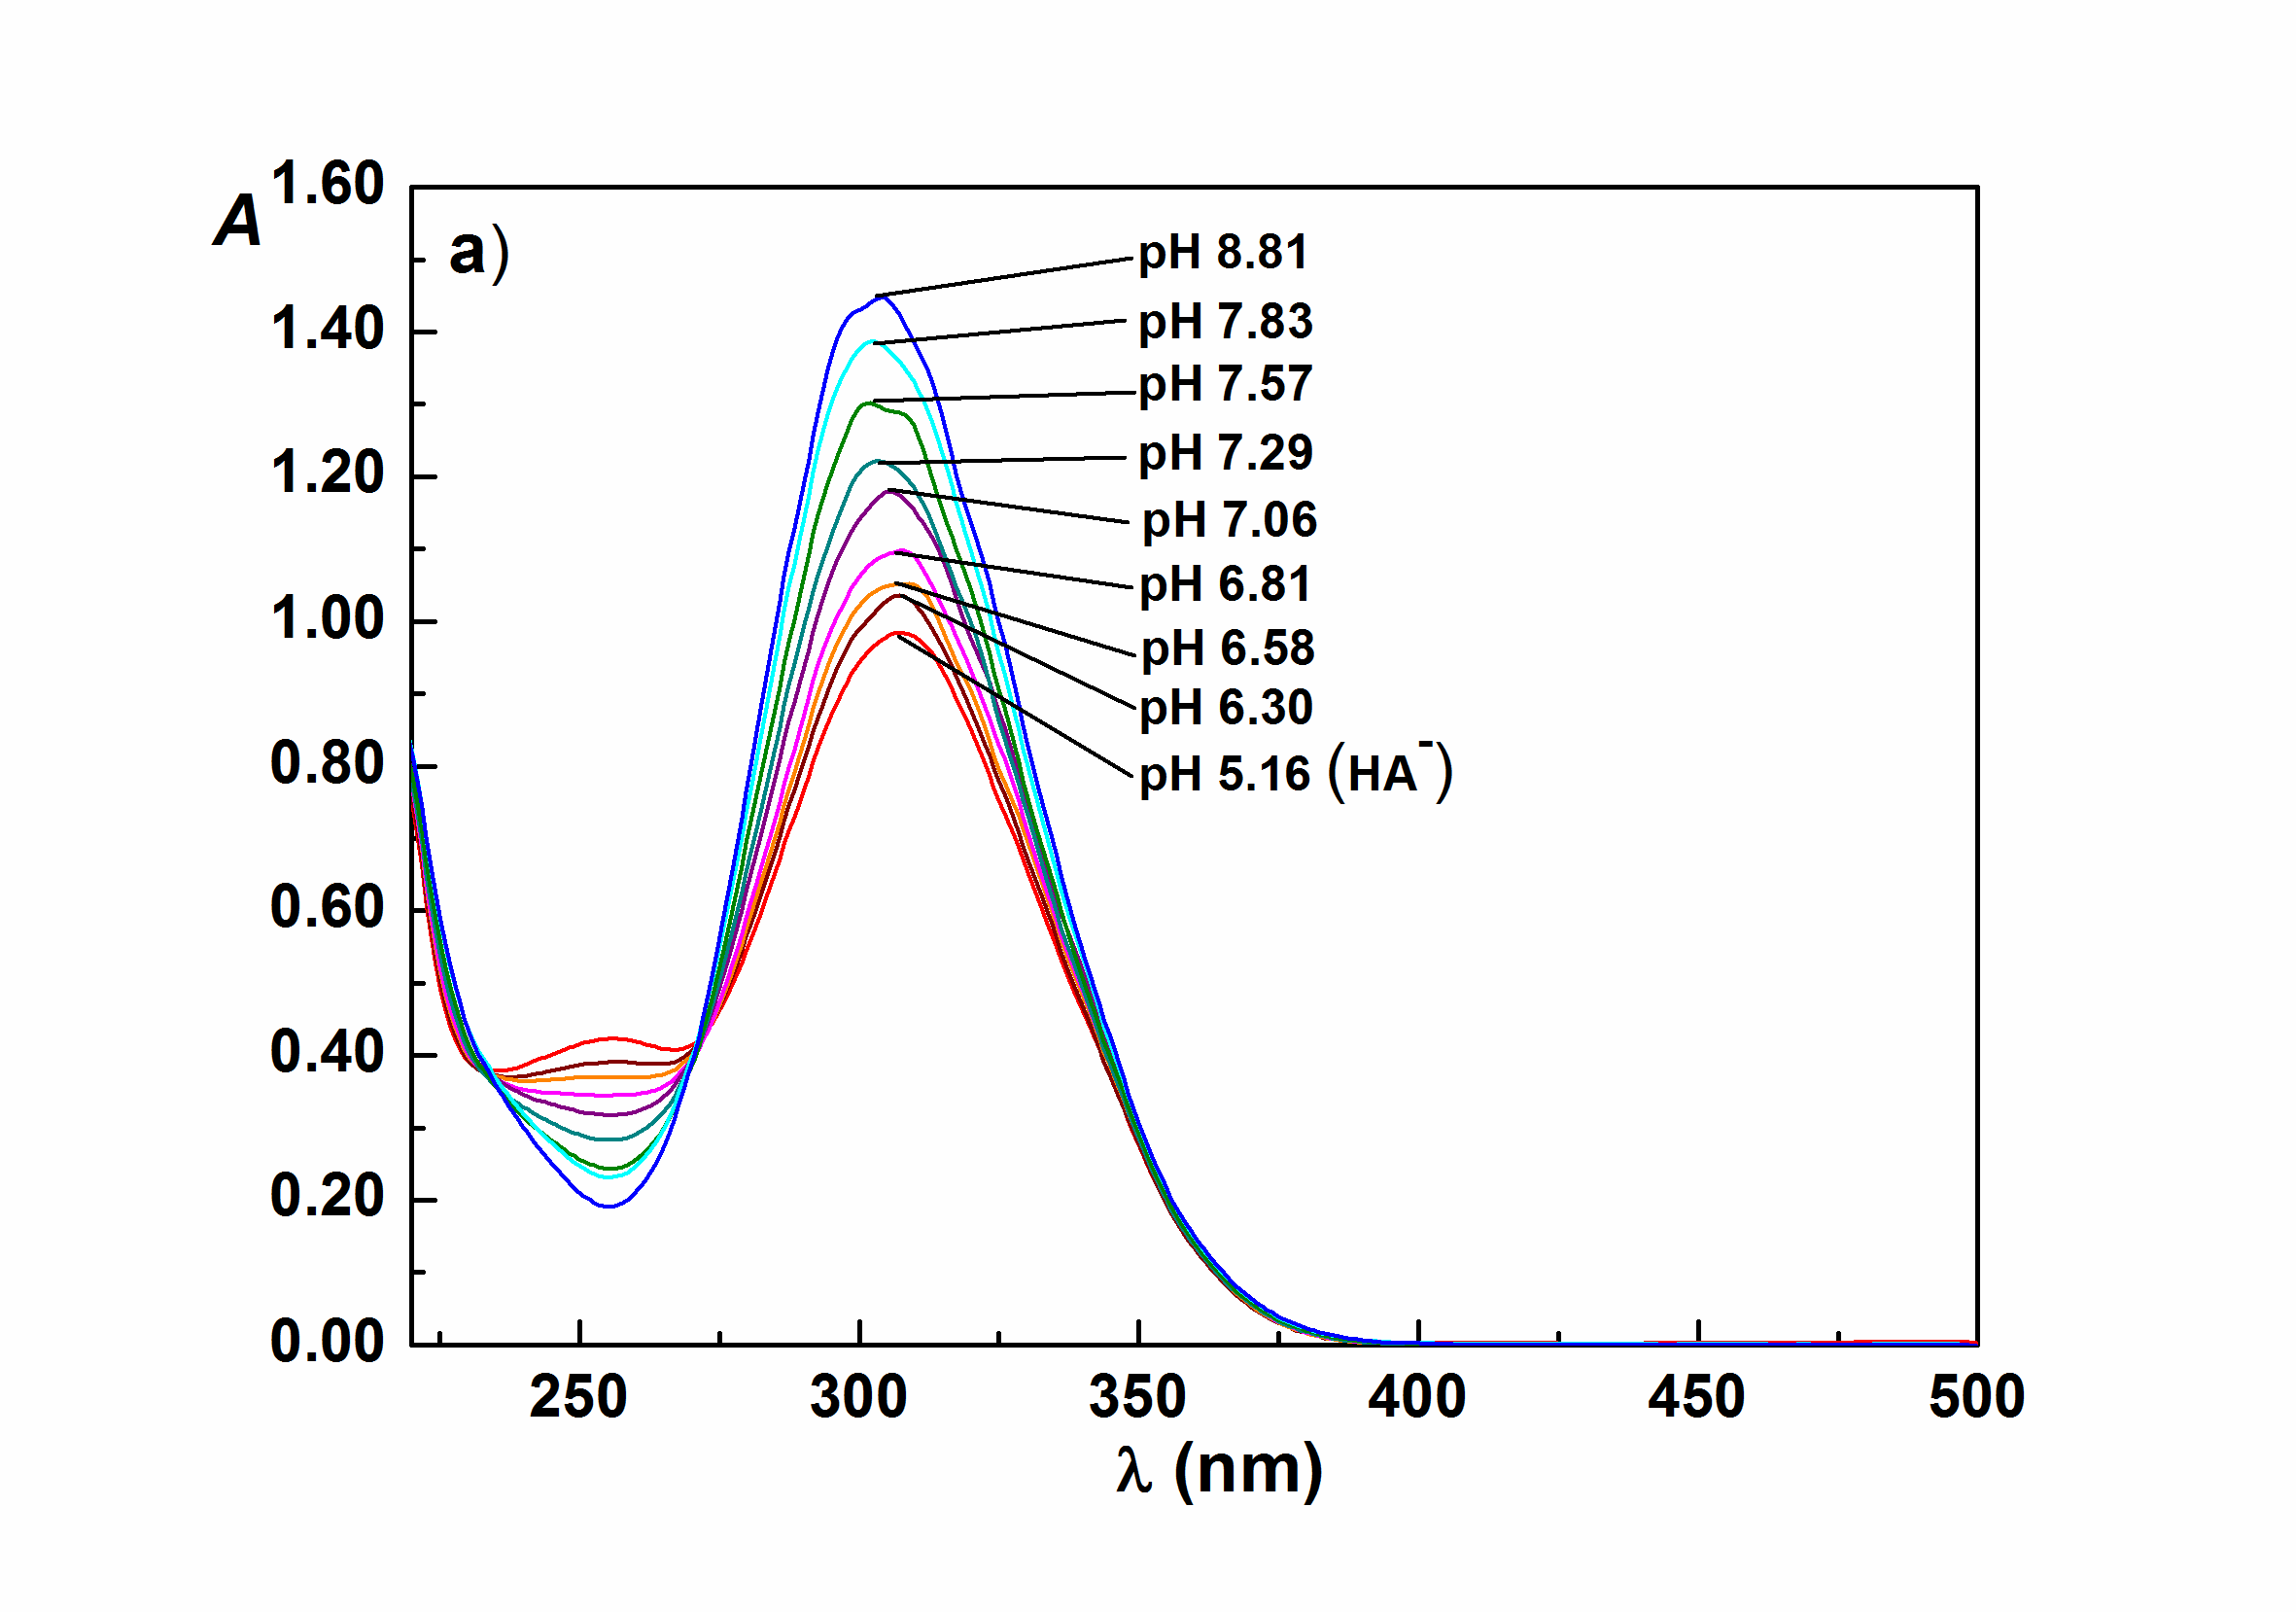 A
1.60
a)
1.40
1.20
1.00
0.80
0.60
0.40
0.20
0.00
pH 8.81
pH 7.83
pH 7.57
pH 7.29
pH 7.06
pH 6.81
pH 6.58
pH 6.30
pH 5.16 (HA⁻)
250 300 350 400 450 500
λ (nm)